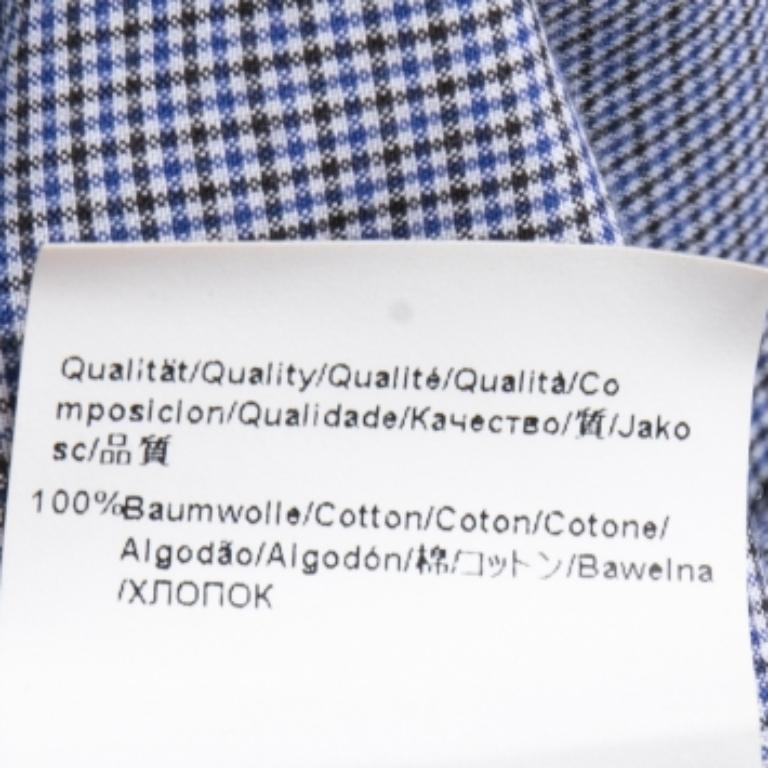 Qualität/Quality/Qualité/Qualità/Co
mposicion/Qualidade/Качество/質/Jako
sc/品質
100%Baumwolle/Cotton/Coton/Cotone/
Algodão/Algodón/棉/コットン/Bawelna
/ХЛОПОК